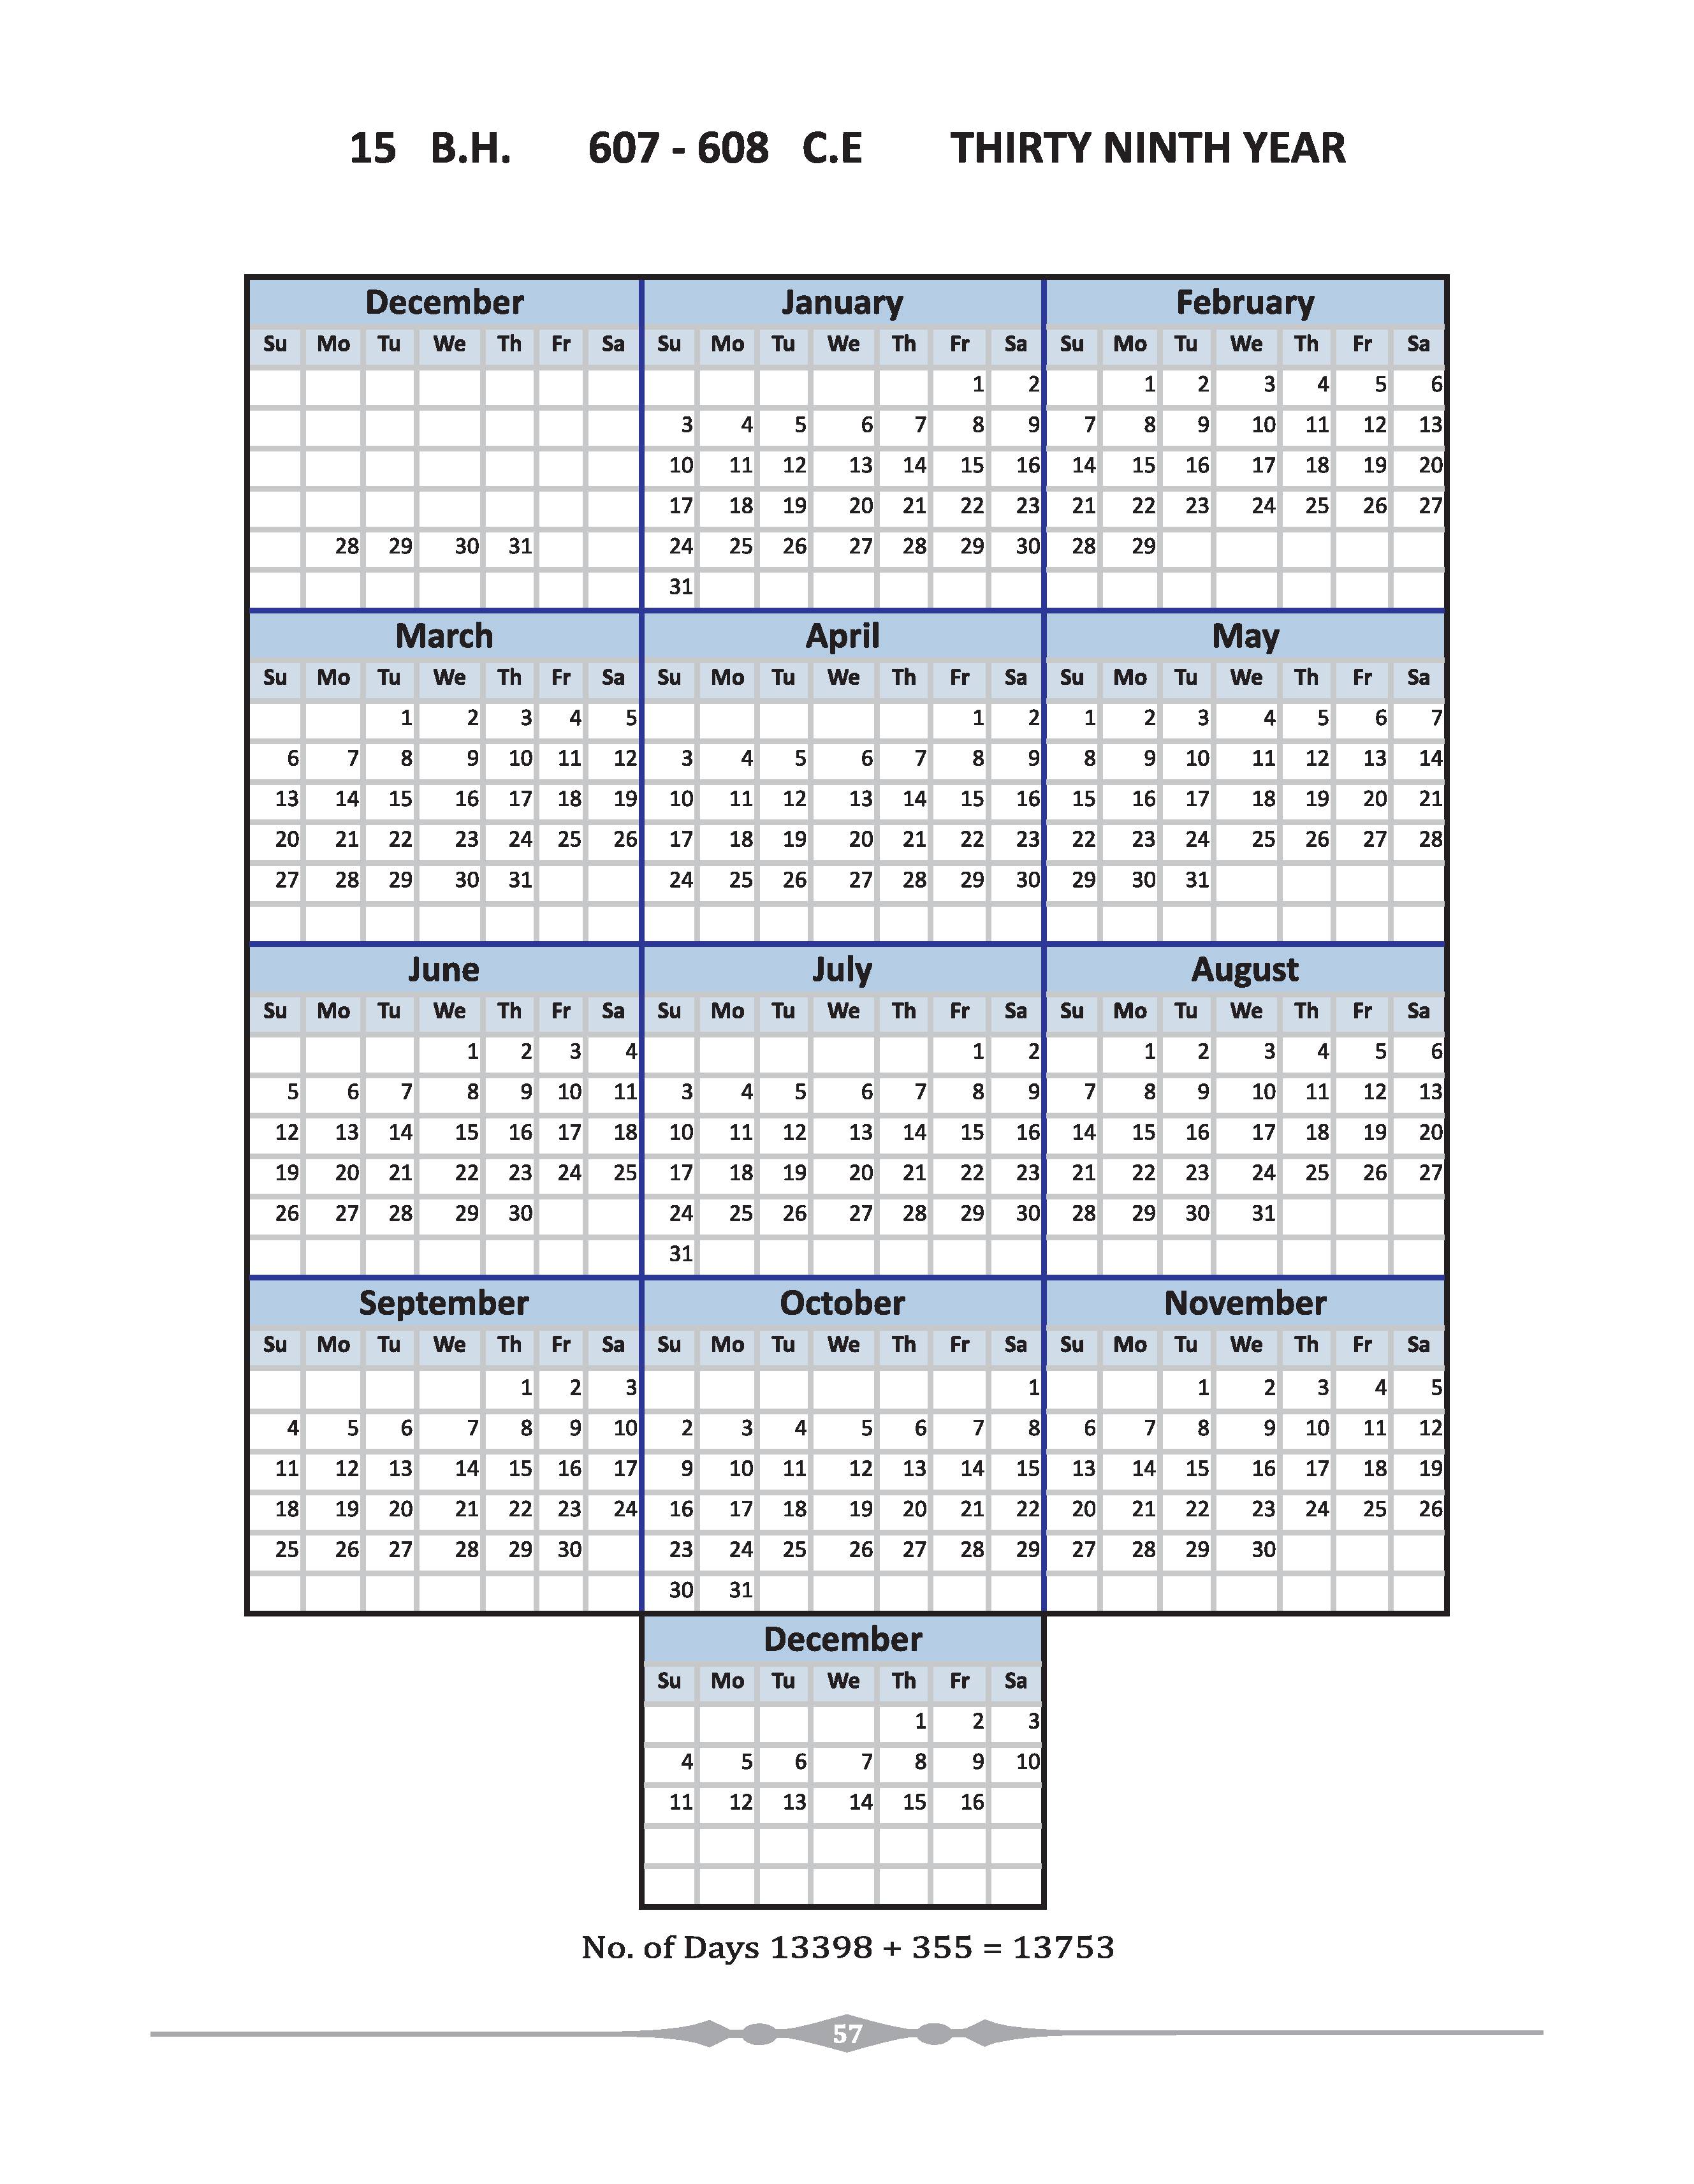 15 B.H. 607 - 608 C.E THIRTY NINTH YEAR
December January February
Su Mo Tu We Th Fr Sa Su Mo Tu We Th Fr Sa Su Mo Tu We Th Fr Sa
1 2 1 2 3 4 5 6
3 4 5 6 7 8 9 7 8 9 10 11 12 13
10 11 12 13 14 15 16 14 15 16 17 18 19 20
17 18 19 20 21 22 23 21 22 23 24 25 26 27
28 29 30 31 24 25 26 27 28 29 30 28 29
31
March April May
Su Mo Tu We Th Fr Sa Su Mo Tu We Th Fr Sa Su Mo Tu We Th Fr Sa
1 2 3 4 5 1 2 1 2 3 4 5 6 7
6 7 8 9 10 11 12 3 4 5 6 7 8 9 8 9 10 11 12 13 14
13 14 15 16 17 18 19 10 11 12 13 14 15 16 15 16 17 18 19 20 21
20 21 22 23 24 25 26 17 18 19 20 21 22 23 22 23 24 25 26 27 28
27 28 29 30 31 24 25 26 27 28 29 30 29 30 31
June July August
Su Mo Tu We Th Fr Sa Su Mo Tu We Th Fr Sa Su Mo Tu We Th Fr Sa
1 2 3 4 1 2 1 2 3 4 5 6
5 6 7 8 9 10 11 3 4 5 6 7 8 9 7 8 9 10 11 12 13
12 13 14 15 16 17 18 10 11 12 13 14 15 16 14 15 16 17 18 19 20
19 20 21 22 23 24 25 17 18 19 20 21 22 23 21 22 23 24 25 26 27
26 27 28 29 30 24 25 26 27 28 29 30 28 29 30 31
31
September October November
Su Mo Tu We Th Fr Sa Su Mo Tu We Th Fr Sa Su Mo Tu We Th Fr Sa
1 2 3 1 1 2 3 4 5
4 5 6 7 8 9 10 2 3 4 5 6 7 8 6 7 8 9 10 11 12
11 12 13 14 15 16 17 9 10 11 12 13 14 15 13 14 15 16 17 18 19
18 19 20 21 22 23 24 16 17 18 19 20 21 22 20 21 22 23 24 25 26
25 26 27 28 29 30 23 24 25 26 27 28 29 27 28 29 30
30 31
December
Su Mo Tu We Th Fr Sa
1 2 3
4 5 6 7 8 9 10
11 12 13 14 15 16
No. of Days 13398 + 355 = 13753
57